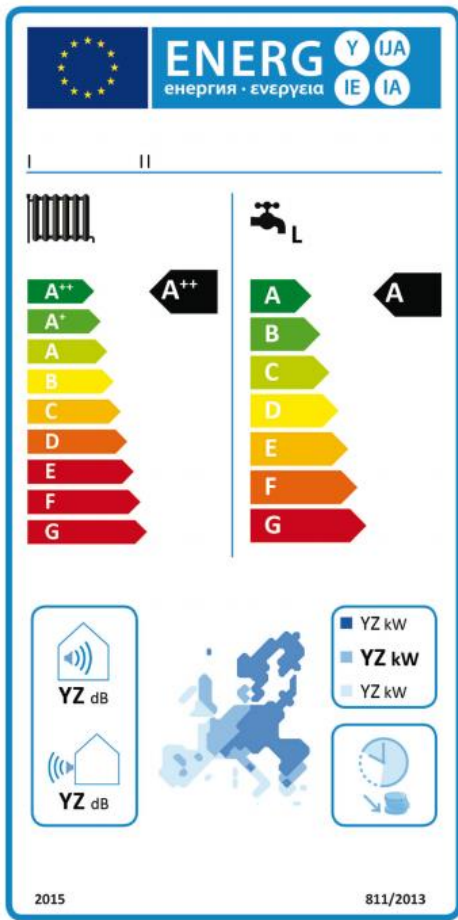 ENERG Y IJA
енергия · ενεργεια IE IA
I II
L
A++ A++
A+
A
B
C
D
E
F
G
A A
B
C
D
E
F
G
YZ dB
YZ dB
YZ kW
YZ kW
YZ kW
2015 811/2013